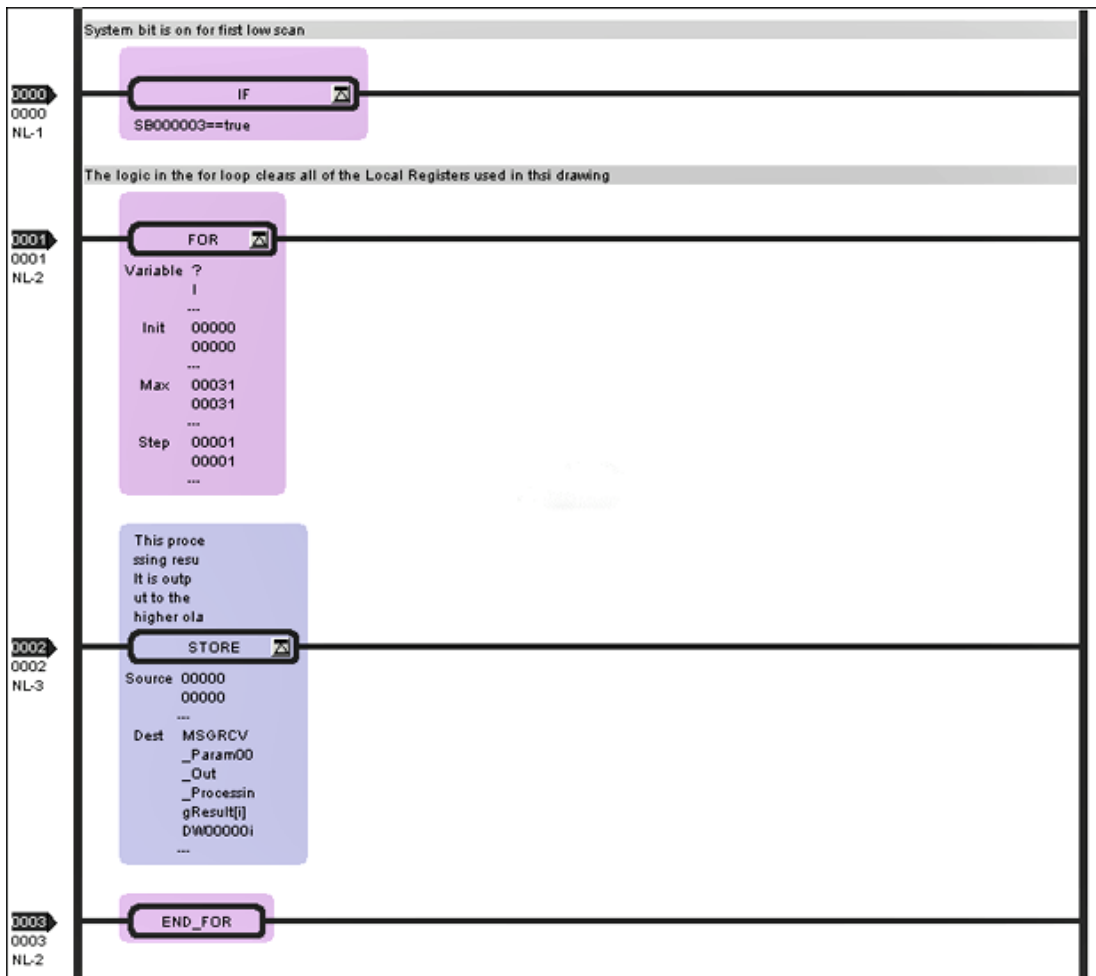 System bit is on for first low scan
0000
0000
NL-1
IF
SB000003==true
The logic in the for loop clears all of the Local Registers used in thsi drawing
0001
0001
NL-2
FOR
Variable ?
I
...
Init 00000
00000
...
Max 00031
00031
...
Step 00001
00001
...
This proce
ssing resu
lt is outp
ut to the
higher ola
0002
0002
NL-3
STORE
Source 00000
00000
...
Dest MSGRCV
_Param00
_Out
_Processin
gResult[i]
DW00000i
...
0003
0003
NL-2
END_FOR